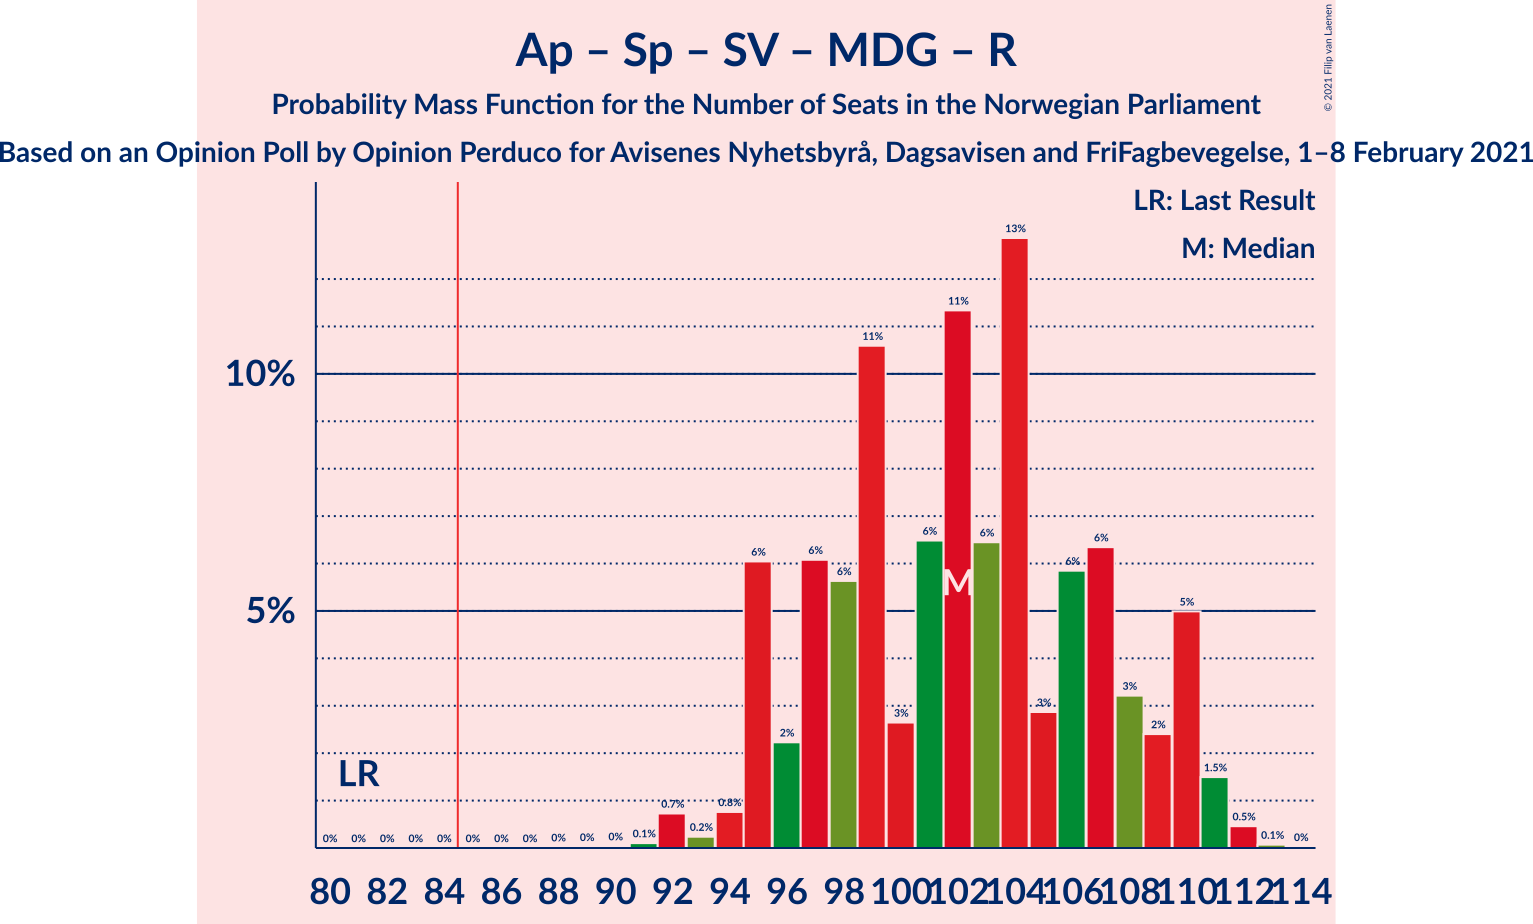 Ap – Sp – SV – MDG – R
Probability Mass Function for the Number of Seats in the Norwegian Parliament
Based on an Opinion Poll by Opinion Perduco for Avisenes Nyhetsbyrå, Dagsavisen and FriFagbevegelse, 1–8 February 2021
© 2021 Filip van Laenen
LR: Last Result
M: Median
10%
5%
LR
M
0% 0% 0% 0% 0% 0% 0% 0% 0% 0% 0% 0.1% 0.7% 0.2% 0.8% 6% 2% 6% 6% 11% 3% 6% 11% 6% 13% 3% 6% 6% 3% 2% 5% 1.5% 0.5% 0.1% 0%
80 82 84 86 88 90 92 94 96 98 100 102 104 106 108 110 112 114